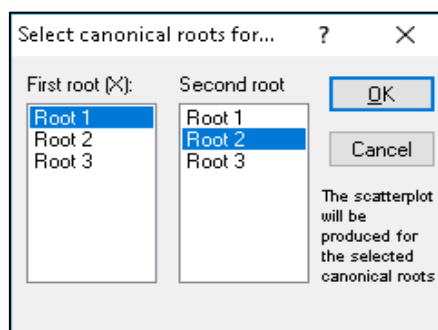 Select canonical roots for... ? ×
First root (X):
Root 1
Root 2
Root 3
Second root
Root 1
Root 2
Root 3
OK
Cancel
The scatterplot
will be
produced for
the selected
canonical roots